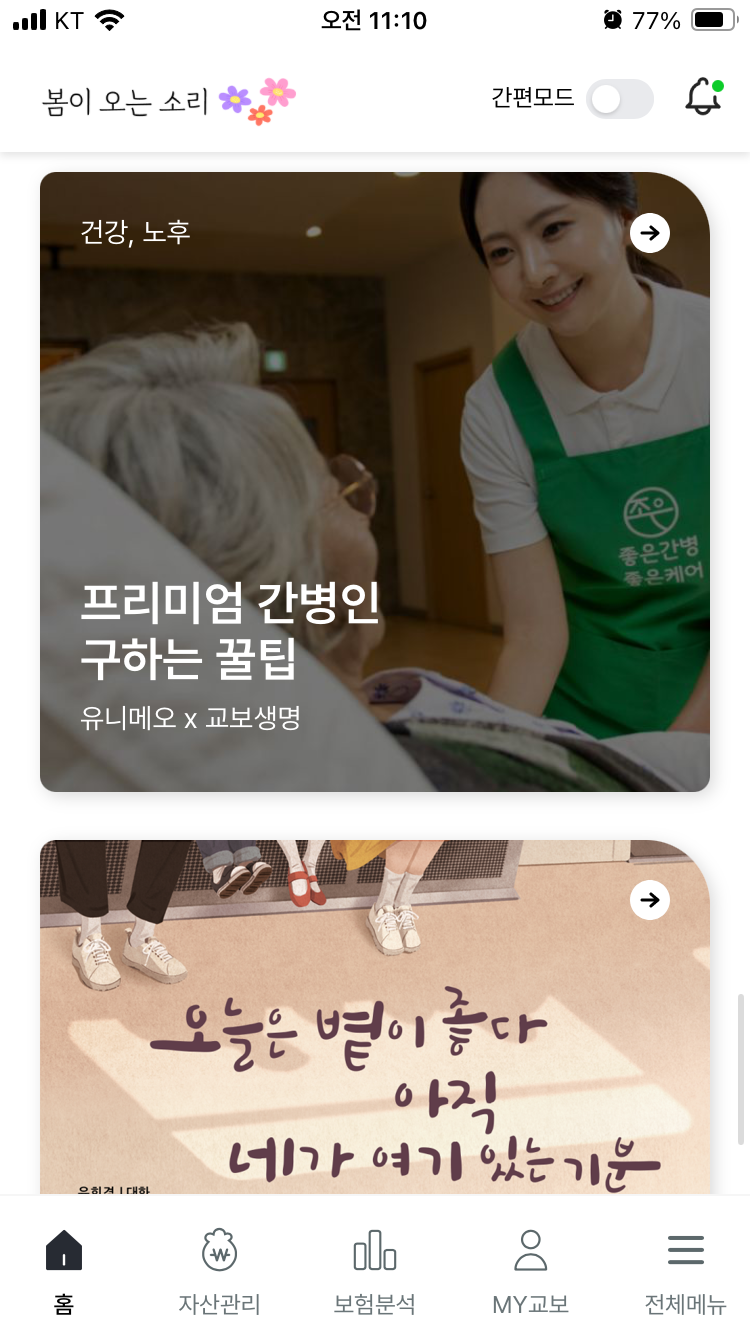 KT 오전 11:10 77%
봄이 오는 소리 간편모드
건강, 노후
조은
좋은간병
좋은케어
프리미엄 간병인
구하는 꿀팁
유니메오 x 교보생명
오늘은 볕이 좋다
아직
네가 여기 있는 기분
홈 자산관리 보험분석 MY교보 전체메뉴